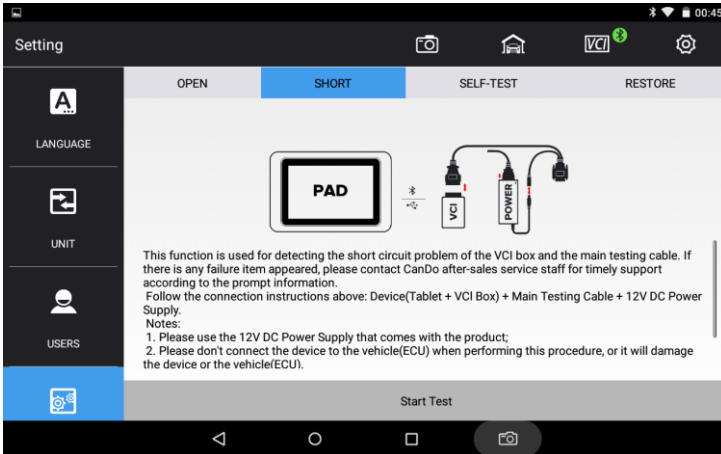 00:45
Setting
VCI
OPEN
SHORT
SELF-TEST
RESTORE
A
LANGUAGE
UNIT
USERS
PAD
VCI
POWER
This function is used for detecting the short circuit problem of the VCI box and the main testing cable. If
there is any failure item appeared, please contact CanDo after-sales service staff for timely support
according to the prompt information.
Follow the connection instructions above: Device(Tablet + VCI Box) + Main Testing Cable + 12V DC Power
Supply.
Notes:
1. Please use the 12V DC Power Supply that comes with the product;
2. Please don't connect the device to the vehicle(ECU) when performing this procedure, or it will damage
the device or the vehicle(ECU).
Start Test